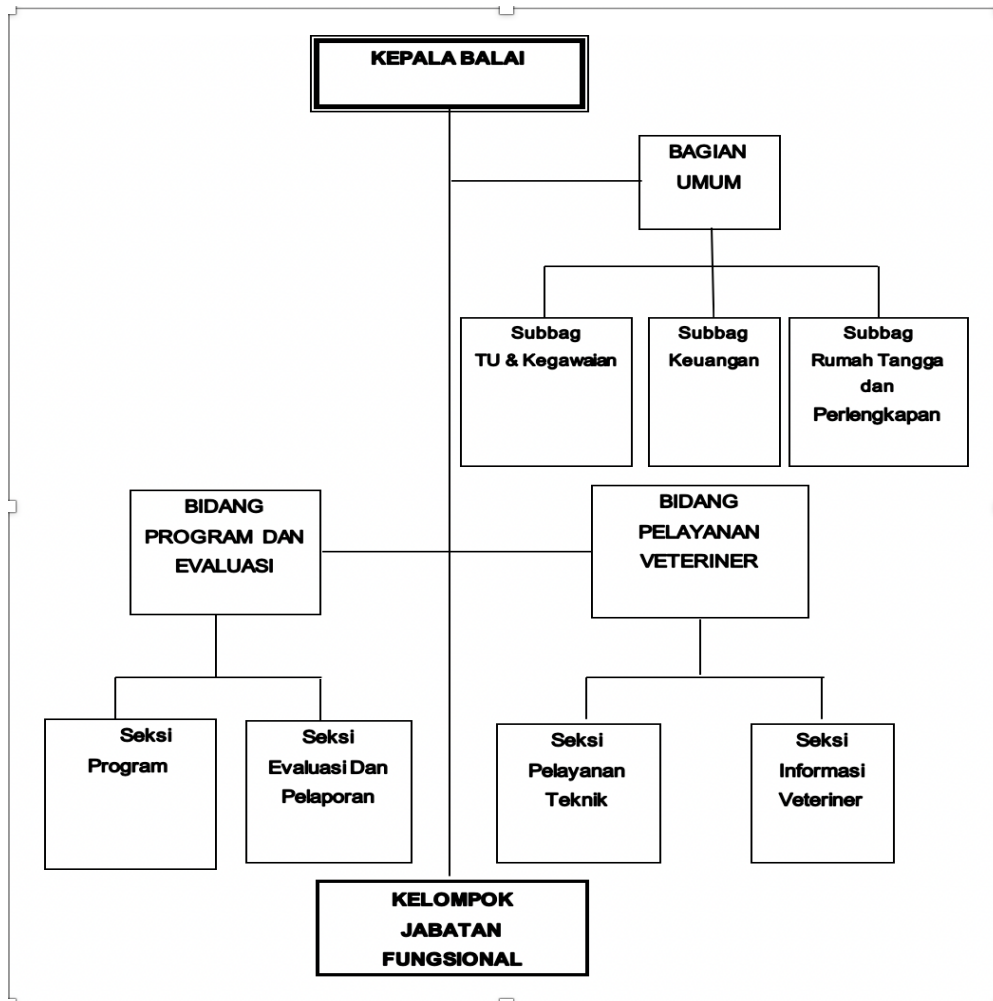 KEPALA BALAI
BAGIAN
UMUM
Subbag
TU & Kegawaian
Subbag
Keuangan
Subbag
Rumah Tangga
dan
Perlengkapan
BIDANG
PROGRAM DAN
EVALUASI
BIDANG
PELAYANAN
VETERINER
Seksi
Program
Seksi
Evaluasi Dan
Pelaporan
Seksi
Pelayanan
Teknik
Seksi
Informasi
Veteriner
KELOMPOK
JABATAN
FUNGSIONAL